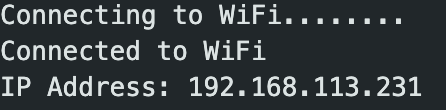 Connecting to WiFi........
Connected to WiFi
IP Address: 192.168.113.231